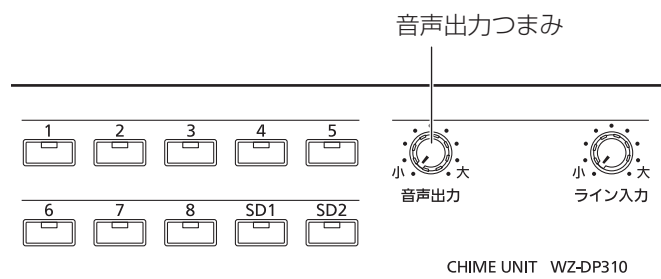 音声出力つまみ
1 2 3 4 5
小 大 小 大
音声出力 ライン入力
6 7 8 SD1 SD2
CHIME UNIT WZ-DP310